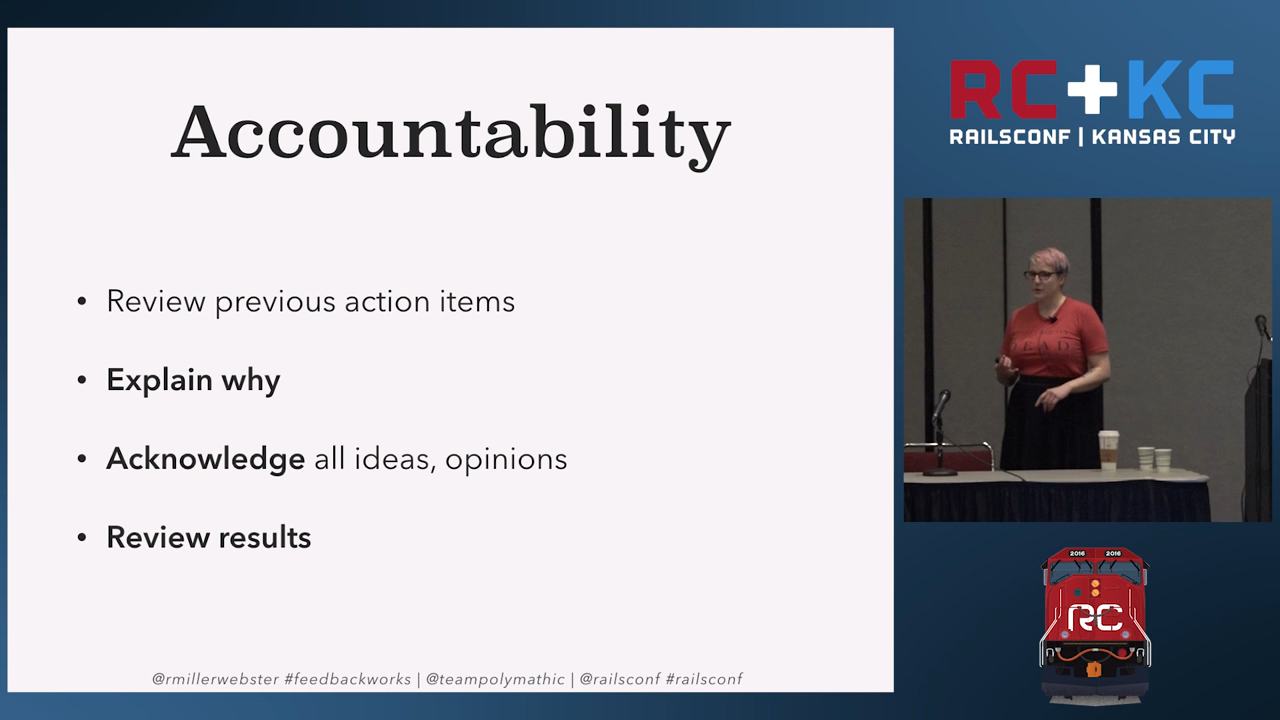 Accountability
• Review previous action items
• Explain why
• Acknowledge all ideas, opinions
• Review results
@rmillerwebster #feedbackworks | @teampolymathic | @railsconf #railsconf
RC+KC
RAILSCONF | KANSAS CITY
2016 2016
RC